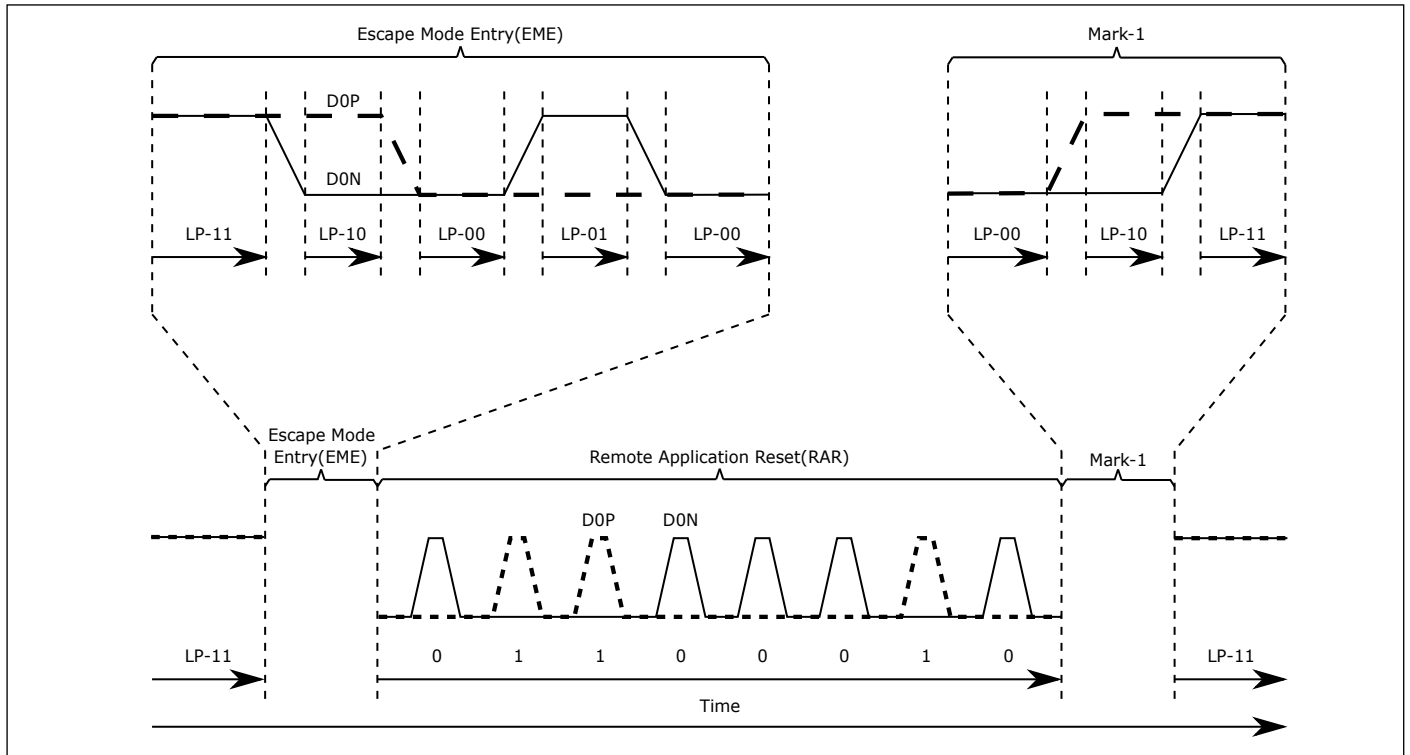 Escape Mode Entry(EME)
Mark-1
D0P
D0N
LP-11 LP-10 LP-00 LP-01 LP-00
LP-00 LP-10 LP-11
Escape Mode
Entry(EME)
Remote Application Reset(RAR)
Mark-1
D0P D0N
LP-11 0 1 1 0 0 0 1 0 LP-11
Time